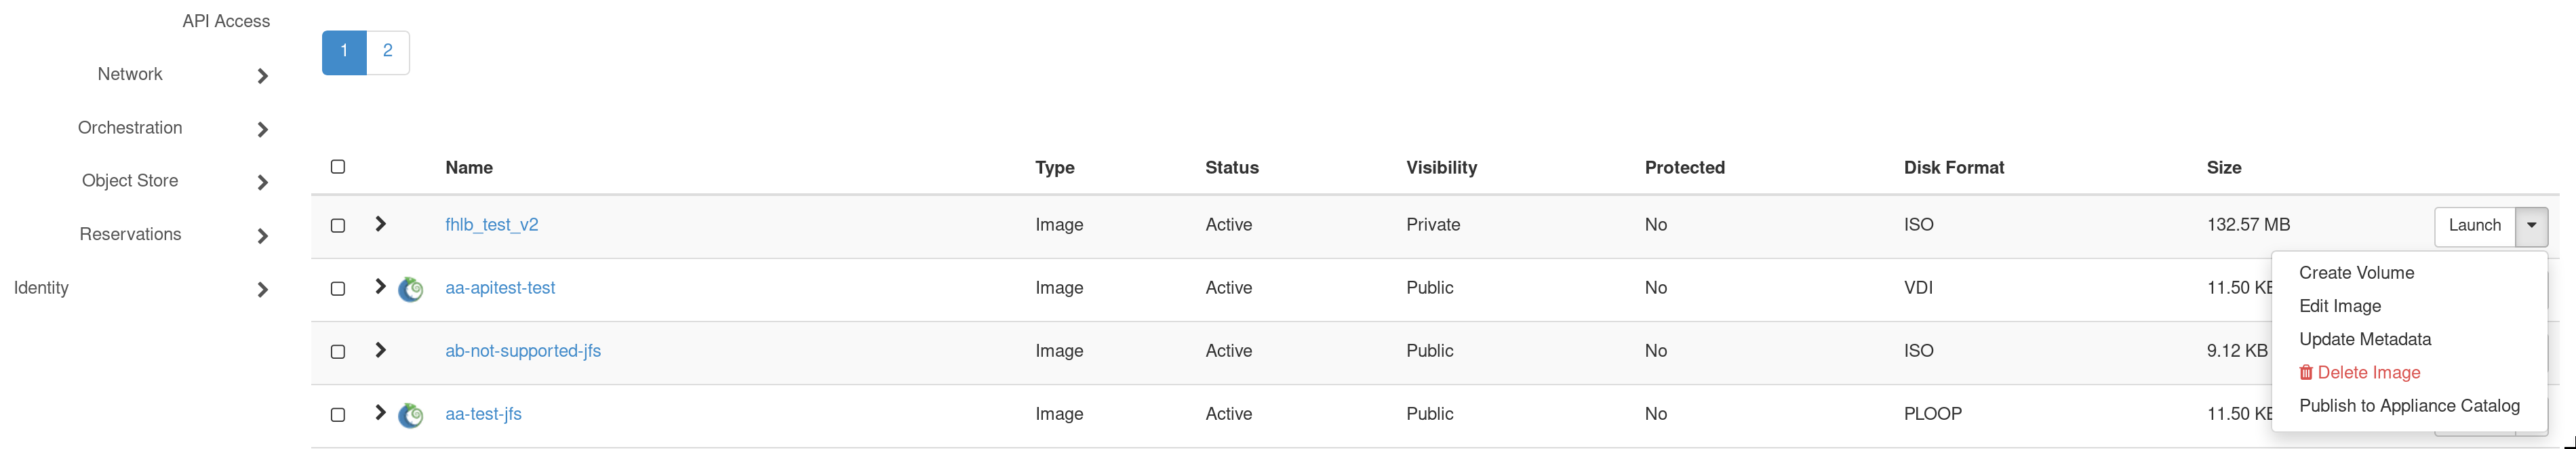 API Access
Network
Orchestration
Object Store
Reservations
Identity
1 2
Name Type Status Visibility Protected Disk Format Size
fhlb_test_v2 Image Active Private No ISO 132.57 MB Launch
aa-apitest-test Image Active Public No VDI 11.50
ab-not-supported-jfs Image Active Public No ISO 9.12 KB
aa-test-jfs Image Active Public No PLOOP 11.50
Create Volume
Edit Image
Update Metadata
Delete Image
Publish to Appliance Catalog